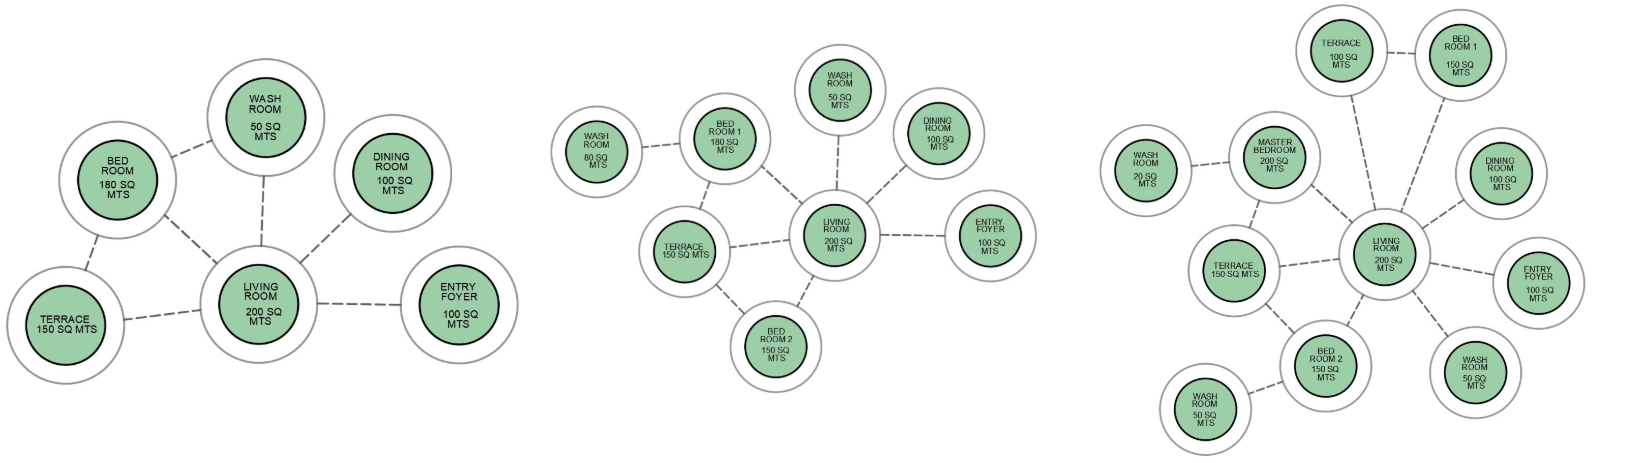 WASH
ROOM
50 SQ
MTS
BED
ROOM
180 SQ
MTS
DINING
ROOM
100 SQ
MTS
TERRACE
150 SQ MTS
LIVING
ROOM
200 SQ
MTS
ENTRY
FOYER
100 SQ
MTS
WASH
ROOM
50 SQ
MTS
WASH
ROOM
80 SQ
MTS
BED
ROOM 1
180 SQ
MTS
DINING
ROOM
100 SQ
MTS
TERRACE
150 SQ MTS
LIVING
ROOM
200 SQ
MTS
ENTRY
FOYER
100 SQ
MTS
BED
ROOM 2
150 SQ
MTS
TERRACE
100 SQ
MTS
BED
ROOM 1
150 SQ
MTS
WASH
ROOM
20 SQ
MTS
MASTER
BEDROOM
200 SQ
MTS
DINING
ROOM
100 SQ
MTS
TERRACE
150 SQ MTS
LIVING
ROOM
200 SQ
MTS
ENTRY
FOYER
100 SQ
MTS
BED
ROOM 2
150 SQ
MTS
WASH
ROOM
50 SQ
MTS
WASH
ROOM
50 SQ
MTS